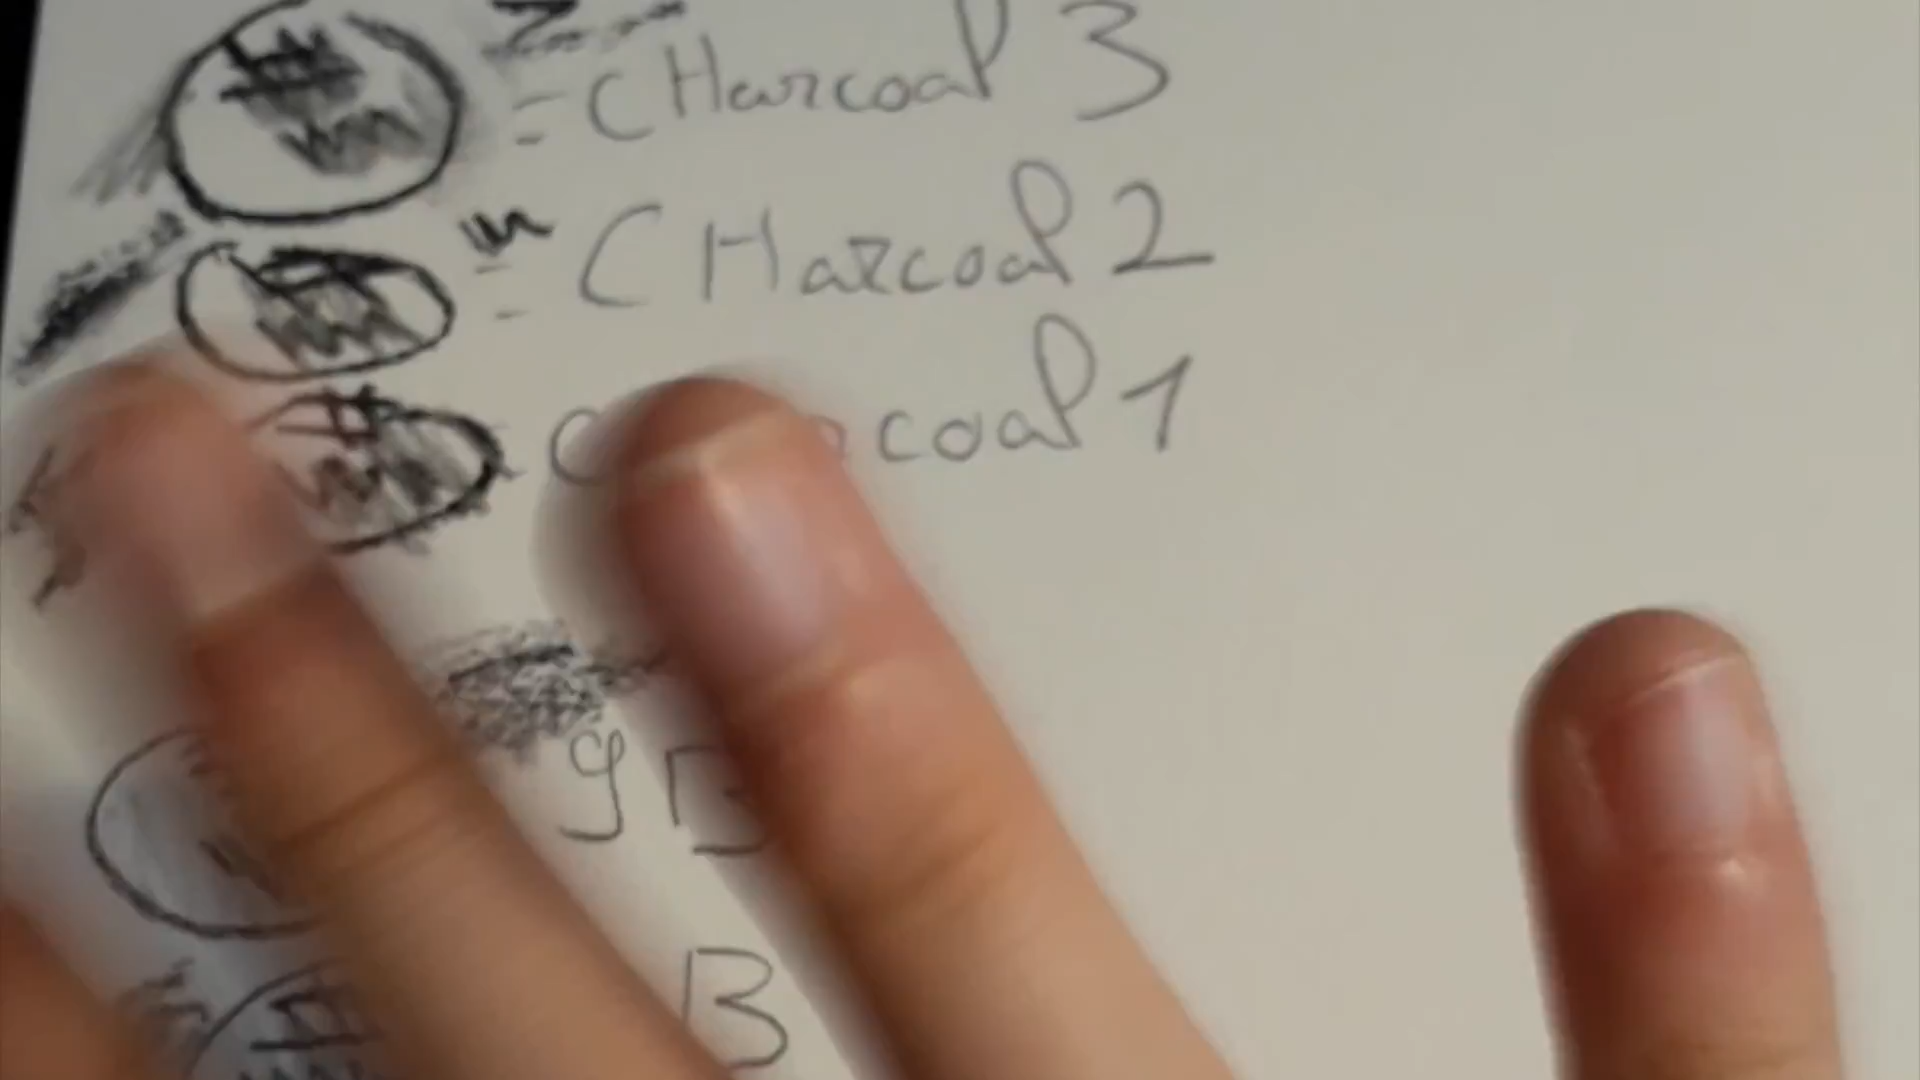 = CHarcoal 3
= CHarcoal 2
coal 1
9B
B